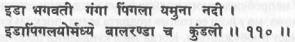 इडा भगवती गंगा पिंगला यमुना नदी ।
इडापिंगलयोर्मध्ये बालरण्डा च कुंडली ।। ११० ।।